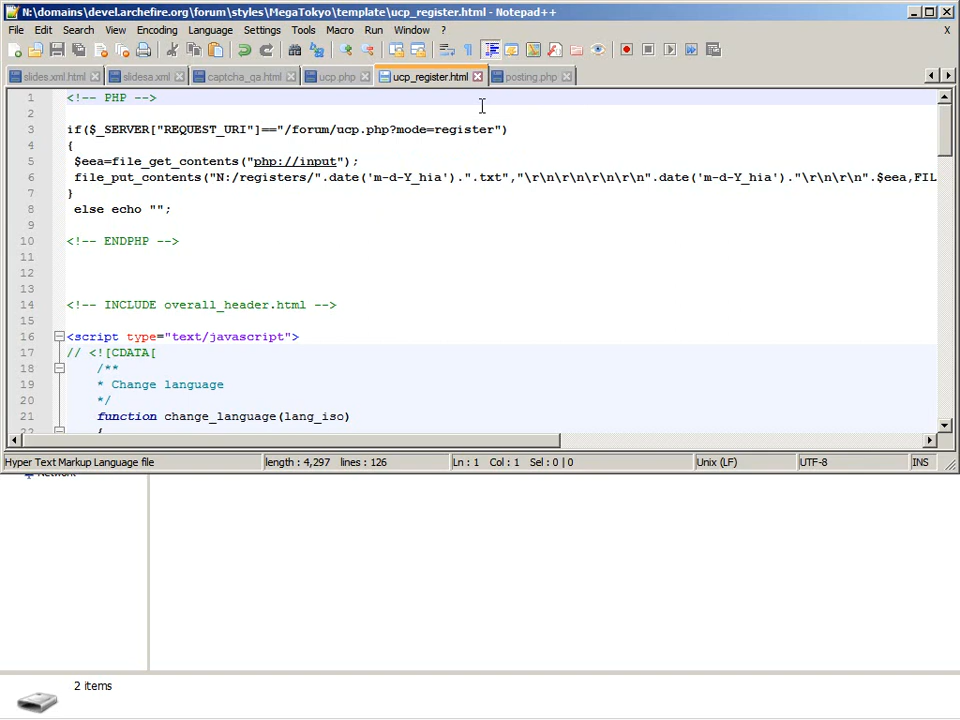 N:\domains\devel.archefire.org\forum\styles\MegaTokyo\template\ucp_register.html - Notepad++
File Edit Search View Encoding Language Settings Tools Macro Run Window ? X
slides.xml.html slidesa.xml captcha_qa.html ucp.php ucp_register.html posting.php
1 <!-- PHP -->
2
3 if($_SERVER["REQUEST_URI"]=="/forum/ucp.php?mode=register")
4 {
5 $eea=file_get_contents("php://input");
6 file_put_contents("N:/registers/".date('m-d-Y_hia').".txt","\r\n\r\n\r\n\r\n".date('m-d-Y_hia')."\r\n\r\n".$eea,FIL
7 }
8 else echo "";
9
10 <!-- ENDPHP -->
11
12
13
14 <!-- INCLUDE overall_header.html -->
15
16 <script type="text/javascript">
17 // <![CDATA[
18 /**
19 * Change language
20 */
21 function change_language(lang_iso)
22 {
Hyper Text Markup Language file length : 4,297 lines : 126 Ln : 1 Col : 1 Sel : 0 | 0 Unix (LF) UTF-8 INS
Network
2 items